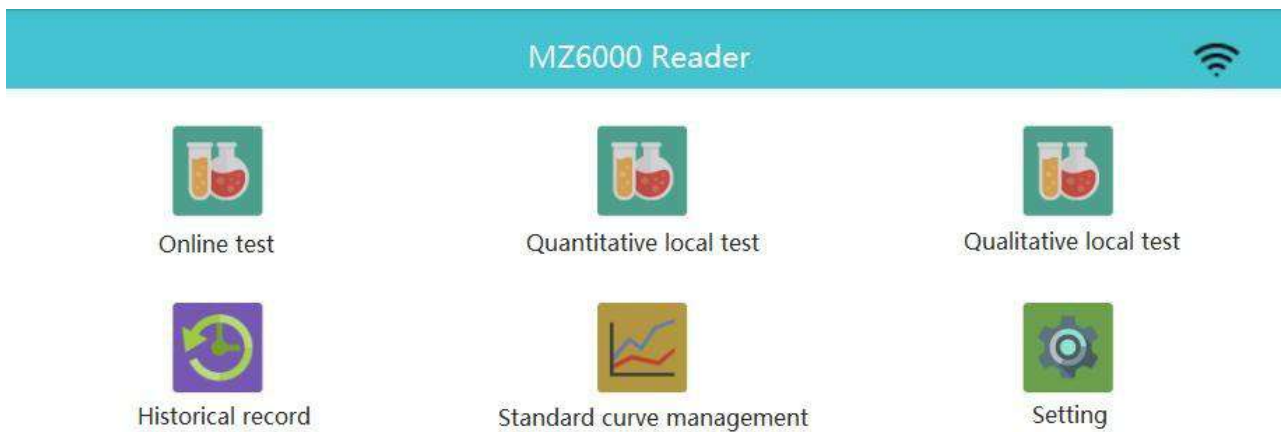 MZ6000 Reader
Online test
Quantitative local test
Qualitative local test
Historical record
Standard curve management
Setting